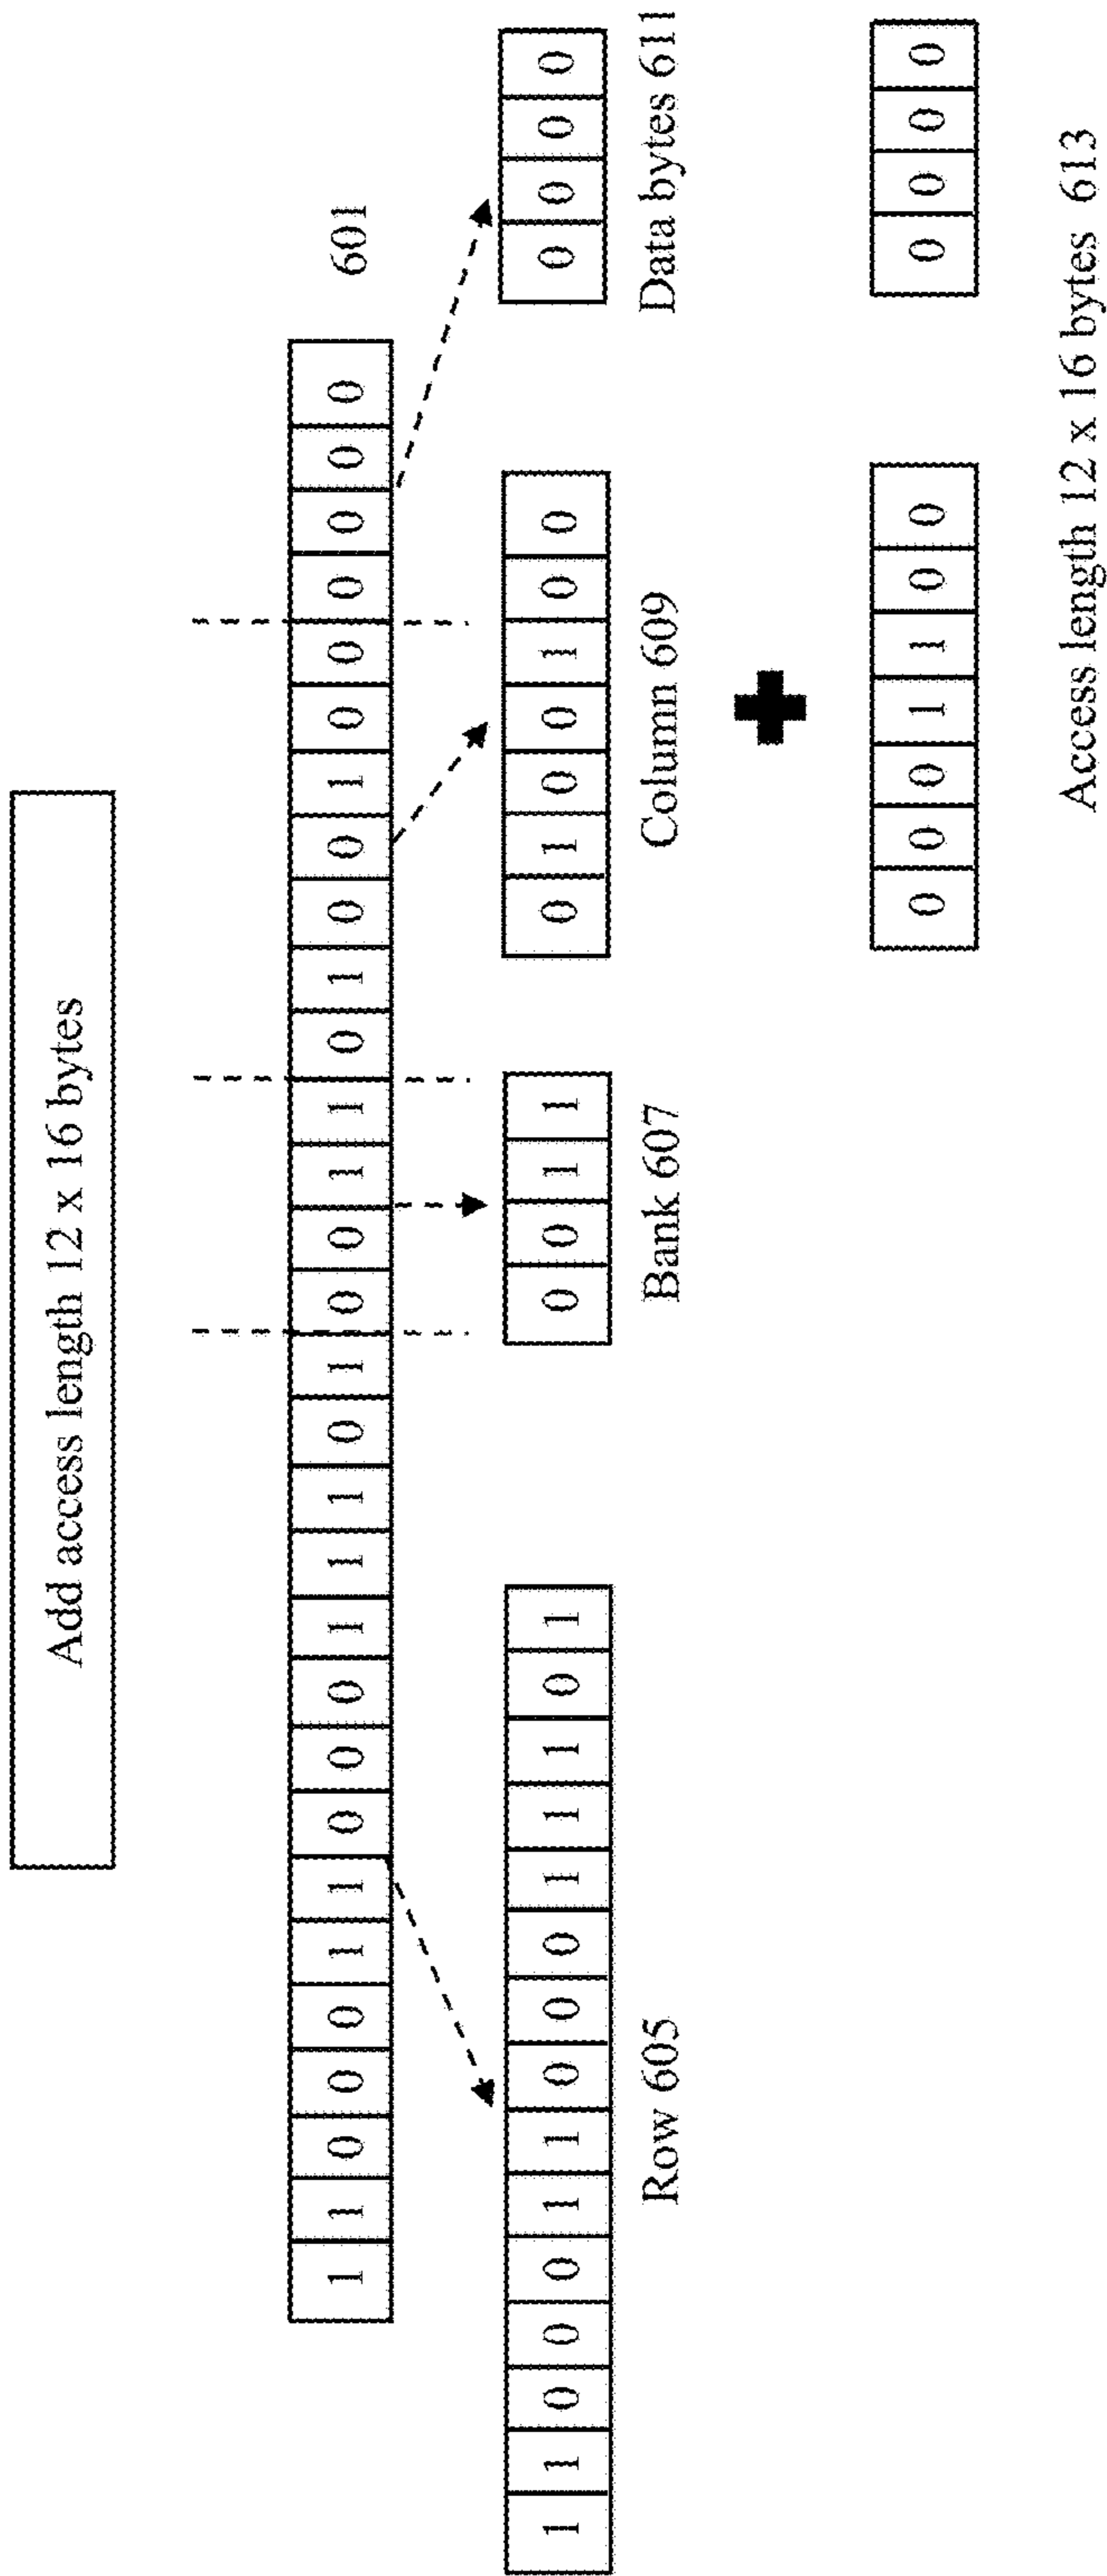 Add access length 12 x 16 bytes
601
1 1 0 0 0 1 1 0 0 0 1 1 1 0 1 0 0 1 1 0 1 0 0 1 0 0 0 0 0 0
1 1 0 0 0 1 1 0 0 0 1 1 1 0 1
Row 605
0 0 1 1
Bank 607
0 1 0 0 1 0 0
Column 609
0 0 0 0
Data bytes 611
0 0 0 1 1 0 0
0 0 0 0
Access length 12 x 16 bytes 613